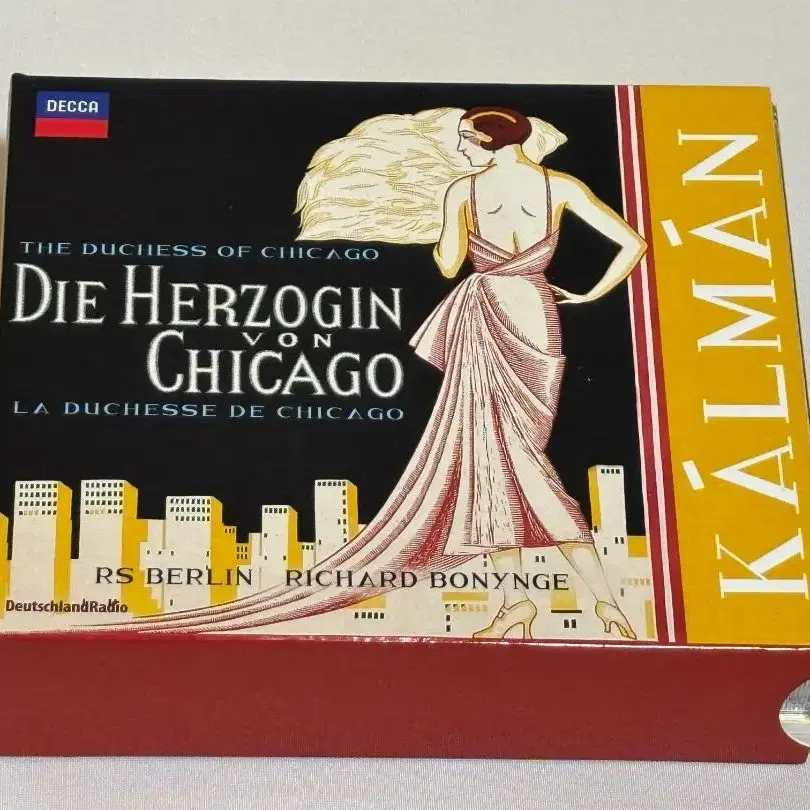 DECCA
THE DUCHESS OF CHICAGO
DIE HERZOGIN
VON
CHICAGO
LA DUCHESSE DE CHICAGO
RS BERLIN RICHARD BONYNGE
DeutschlandRadio
KÁLMÁN